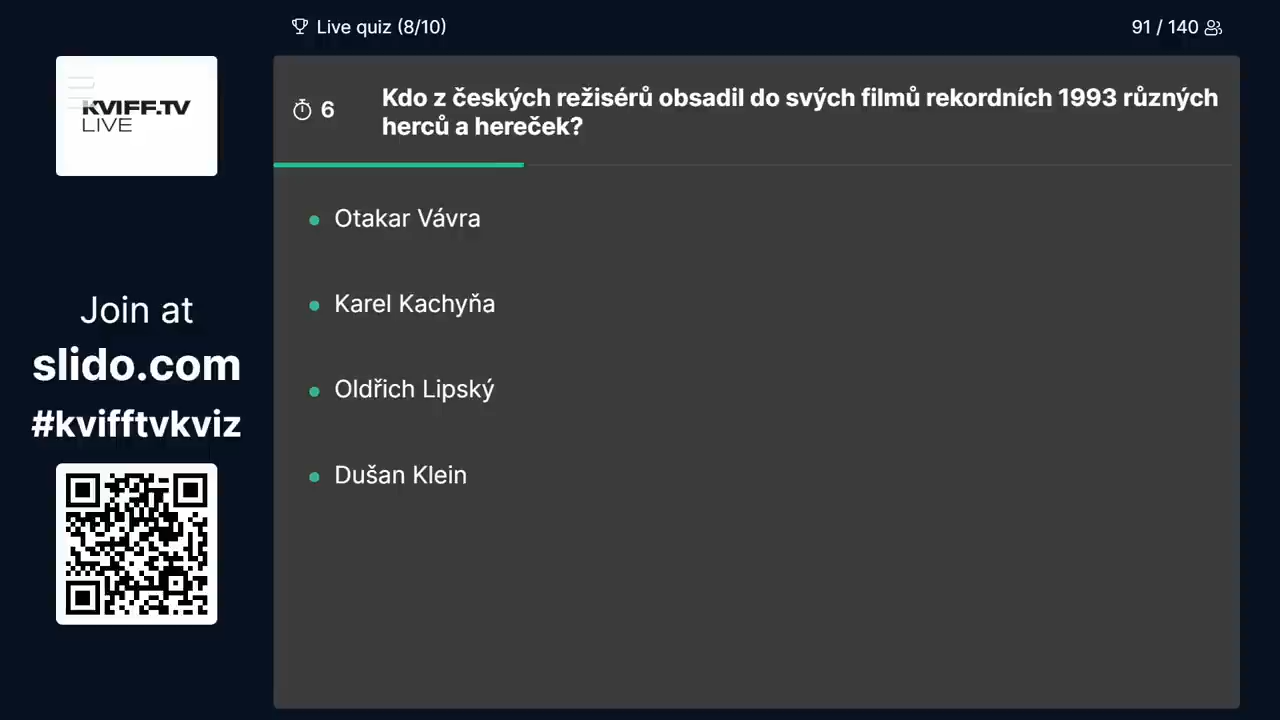 Live quiz (8/10)
91 / 140
KVIFF.TV
LIVE
6
Kdo z českých režisérů obsadil do svých filmů rekordních 1993 různých
herců a hereček?
Otakar Vávra
Karel Kachyňa
Oldřich Lipský
Dušan Klein
Join at
slido.com
#kvifftvkviz